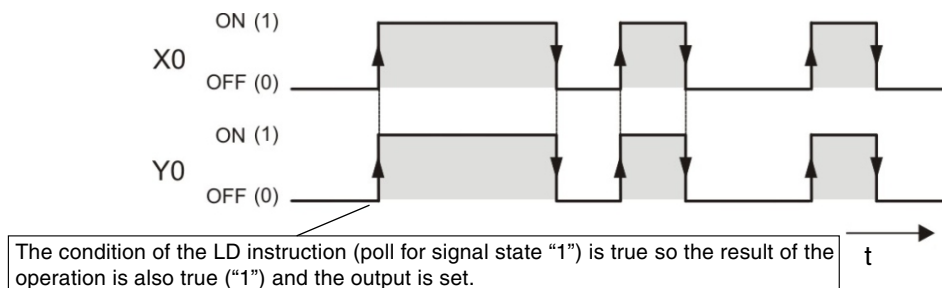 ON (1)
X0
OFF (0)
ON (1)
Y0
OFF (0)
t
The condition of the LD instruction (poll for signal state “1”) is true so the result of the
operation is also true (“1”) and the output is set.